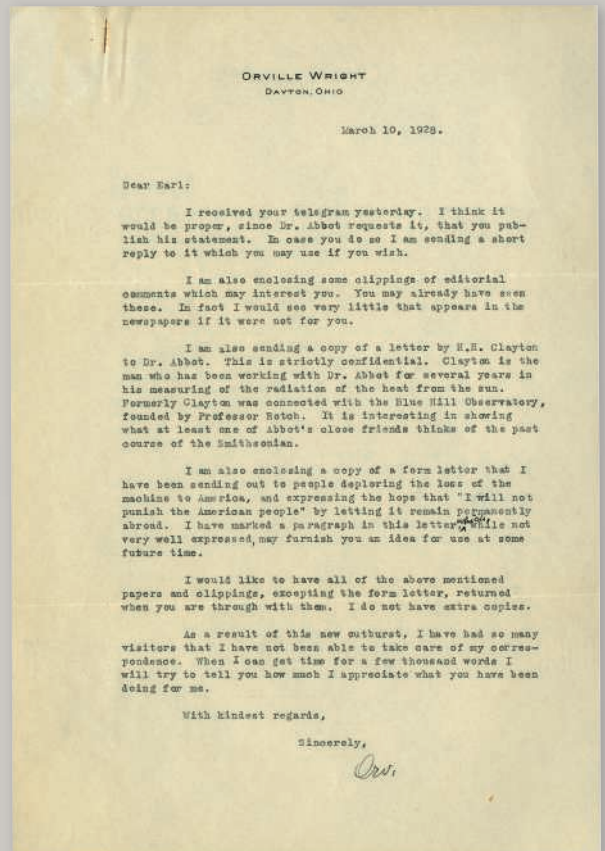 ORVILLE WRIGHT
DAYTON, OHIO
March 10, 1928.
Dear Earl:
I received your telegram yesterday. I think it
would be proper, since Dr. Abbot requests it, that you pub-
lish his statement. In case you do so I am sending a short
reply to it which you may use if you wish.
I am also enclosing some clippings of editorial
comments which may interest you. You may already have seen
these. In fact I would see very little that appears in the
newspapers if it were not for you.
I am also sending a copy of a letter by H.H. Clayton
to Dr. Abbot. This is strictly confidential. Clayton is the
man who has been working with Dr. Abbot for several years in
his measuring of the radiation of the heat from the sun.
Formerly Clayton was connected with the Blue Hill Observatory,
founded by Professor Rotch. It is interesting in showing
what at least one of Abbot's close friends thinks of the past
course of the Smithsonian.
I am also enclosing a copy of a form letter that I
have been sending out to people deploring the loss of the
machine to America, and expressing the hope that "I will not
punish the American people" by letting it remain permanently
abroad. I have marked a paragraph in this letter which, while not
very well expressed, may furnish you an idea for use at some
future time.
I would like to have all of the above mentioned
papers and clippings, excepting the form letter, returned
when you are through with them. I do not have extra copies.
As a result of this new outburst, I have had so many
visitors that I have not been able to take care of my corres-
pondence. When I can get time for a few thousand words I
will try to tell you how much I appreciate what you have been
doing for me.
With kindest regards,
Sincerely,
Orv.